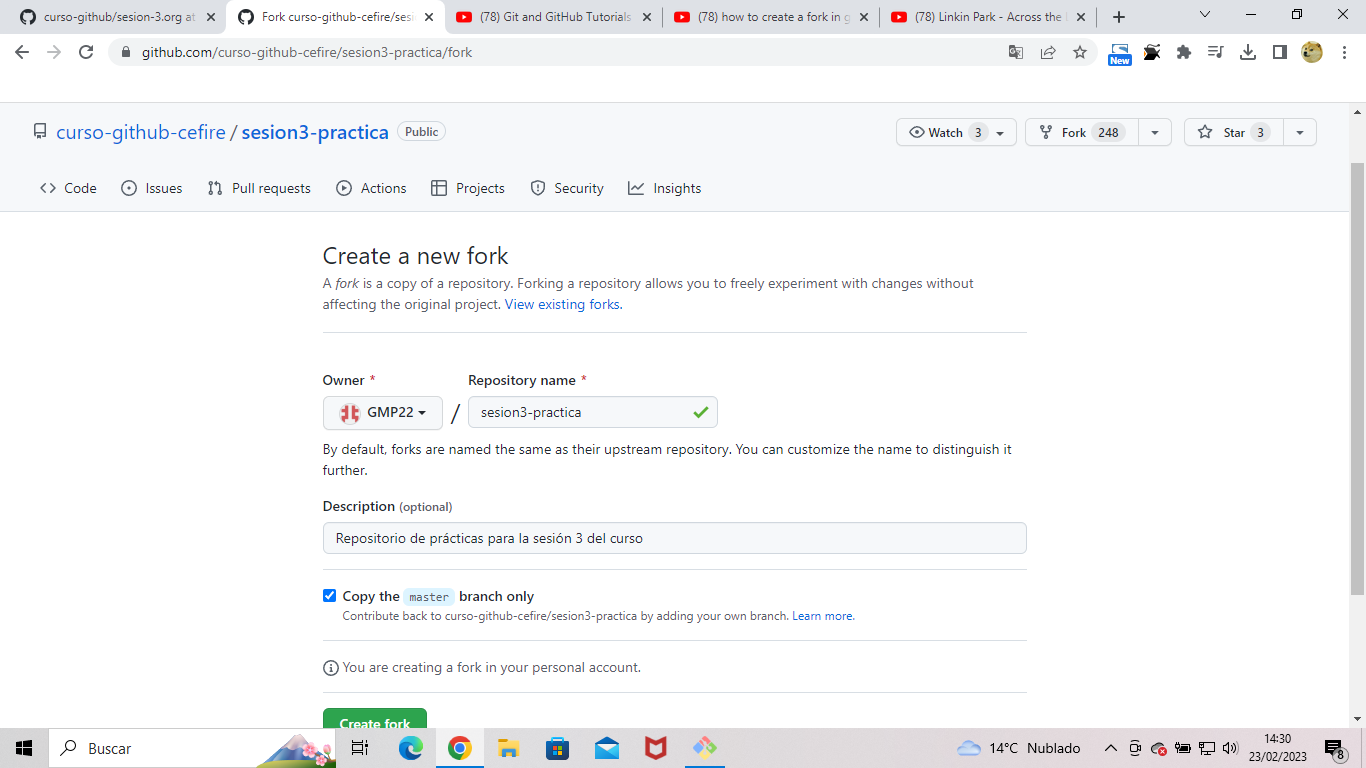 curso-github/sesion-3.org at
Fork curso-github-cefire/sesi
(78) Git and GitHub Tutorials
(78) how to create a fork in g
(78) Linkin Park - Across the
github.com/curso-github-cefire/sesion3-practica/fork
New
curso-github-cefire / sesion3-practica Public
Watch 3
Fork 248
Star 3
Code Issues Pull requests Actions Projects Security Insights
Create a new fork
A fork is a copy of a repository. Forking a repository allows you to freely experiment with changes without
affecting the original project. View existing forks.
Owner * Repository name *
GMP22 / sesion3-practica
By default, forks are named the same as their upstream repository. You can customize the name to distinguish it
further.
Description (optional)
Repositorio de prácticas para la sesión 3 del curso
Copy the master branch only
Contribute back to curso-github-cefire/sesion3-practica by adding your own branch. Learn more.
You are creating a fork in your personal account.
Create fork
Buscar
14°C Nublado
14:30
23/02/2023
8